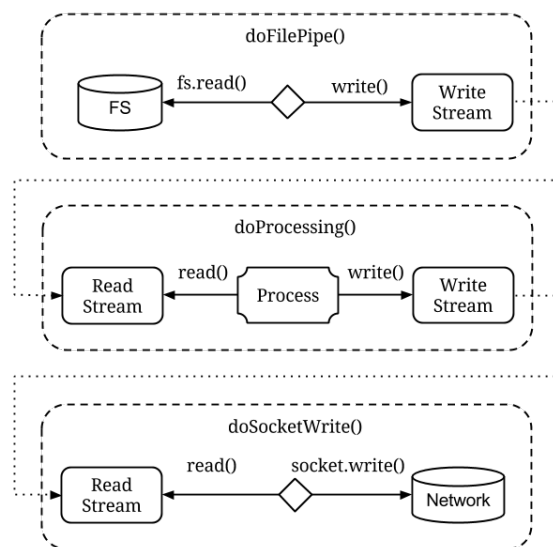 doFilePipe()
fs.read()
write()
FS
Write
Stream
doProcessing()
read()
write()
Read
Stream
Process
Write
Stream
doSocketWrite()
read()
socket.write()
Read
Stream
Network